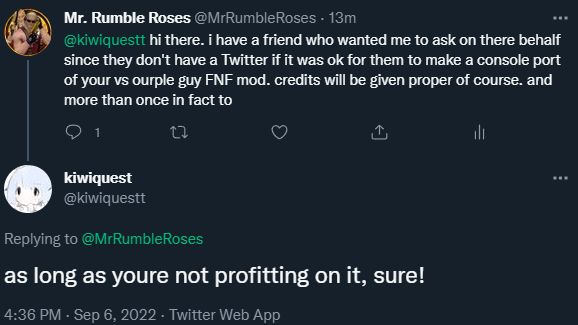 Mr. Rumble Roses @MrRumbleRoses · 13m
@kiwiquestt hi there. i have a friend who wanted me to ask on there behalf
since they don't have a Twitter if it was ok for them to make a console port
of your vs ourple guy FNF mod. credits will be given proper of course. and
more than once in fact to
1
kiwiquest
@kiwiquestt
Replying to @MrRumbleRoses
as long as youre not profitting on it, sure!
4:36 PM · Sep 6, 2022 · Twitter Web App